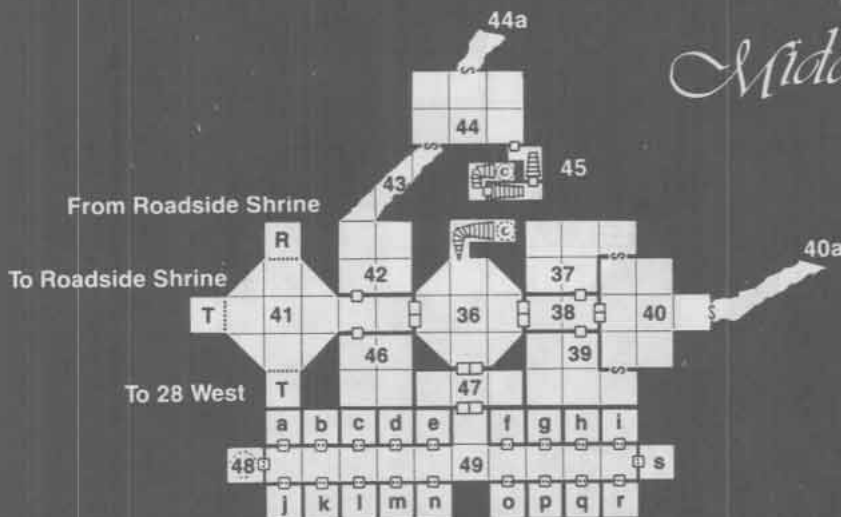 44a
44
45
43
From Roadside Shrine
R
40a
To Roadside Shrine
42
37
T
41
36
38
40
46
39
To 28 West
T
47
a b c d e f g h i
48 49 s
j k l m n o p q r
S
S
S
S
S
C
C